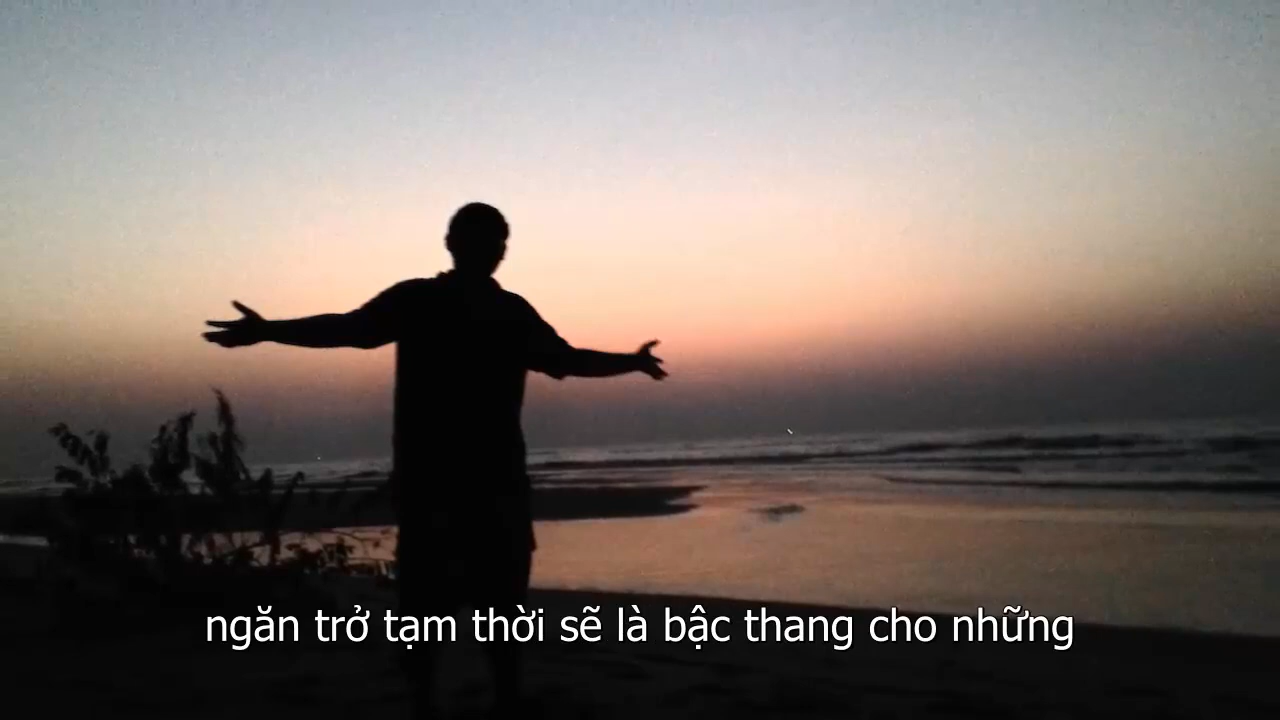 ngăn trở tạm thời sẽ là bậc thang cho những